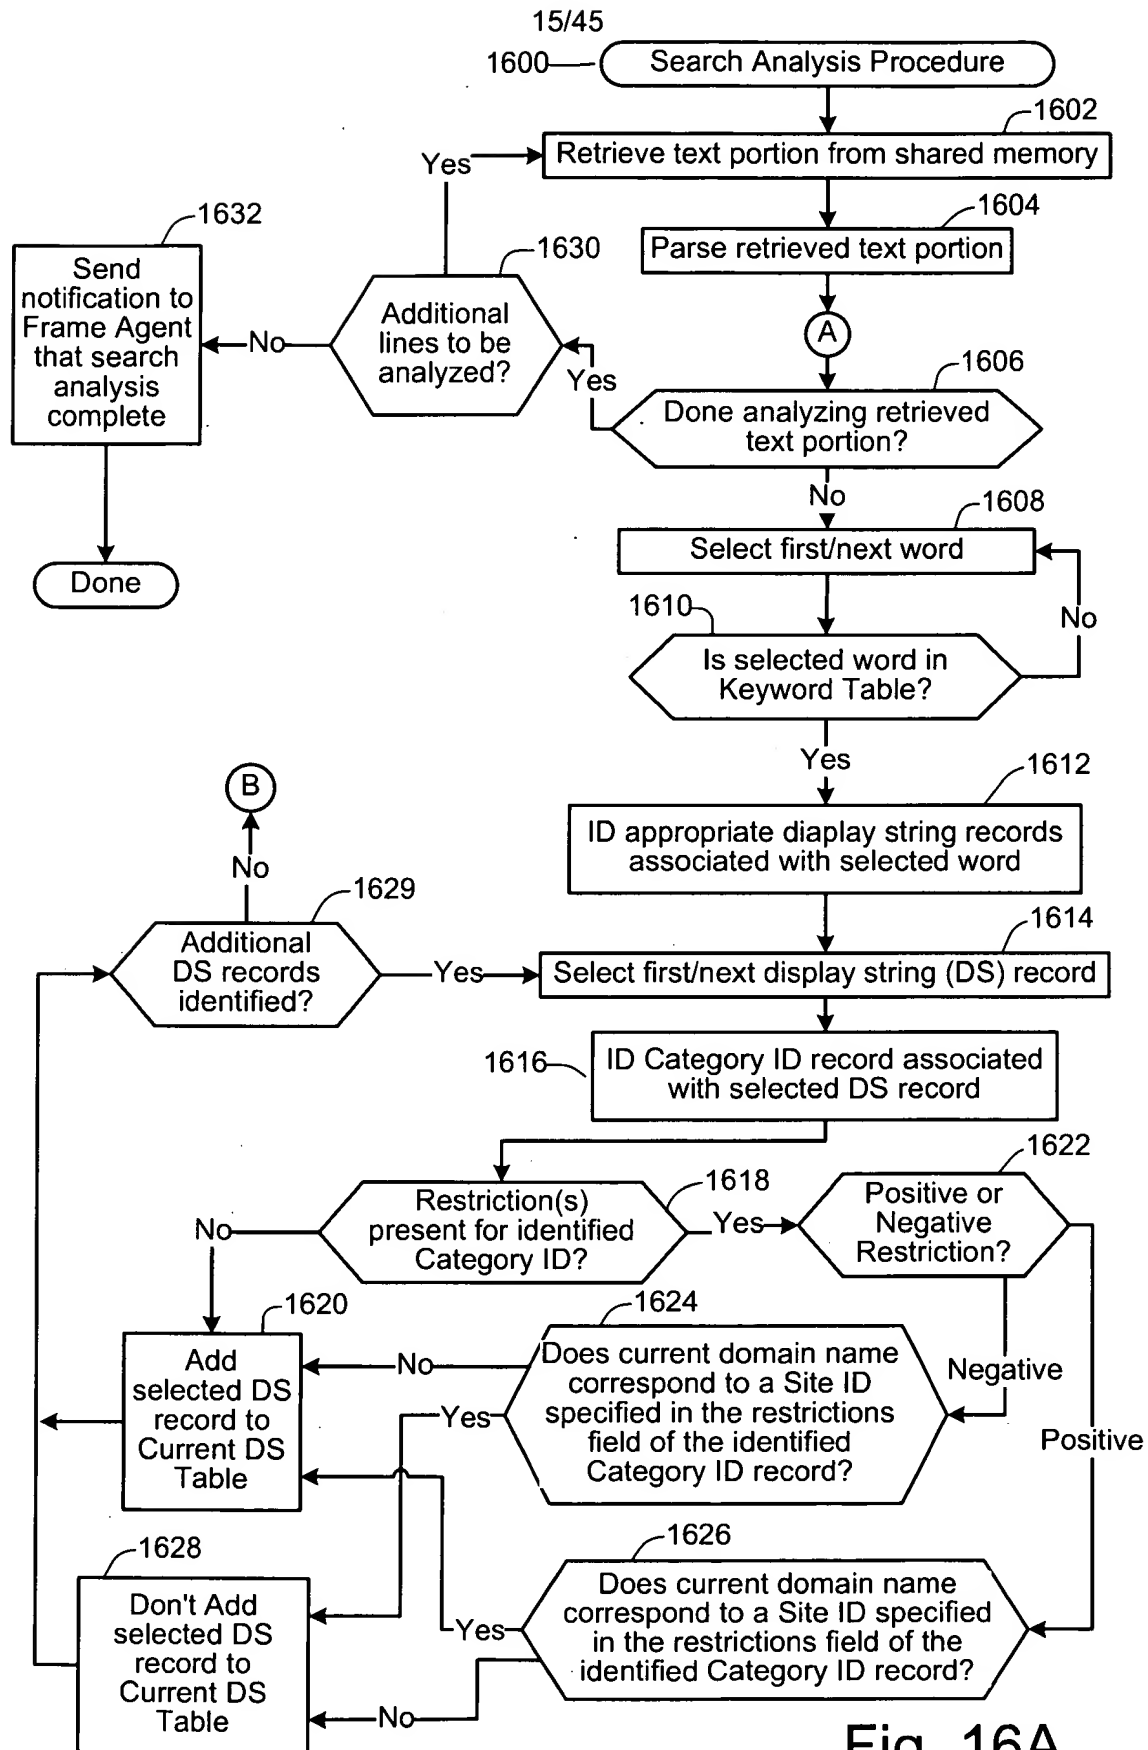 15/45
1600
Search Analysis Procedure
1602
Yes
Retrieve text portion from shared memory
1632
1604
Send
notification to
Frame Agent
that search
analysis
complete
1630
Parse retrieved text portion
Additional
lines to be
analyzed?
No
A
Yes
1606
Done analyzing retrieved
text portion?
No
1608
Done
Select first/next word
1610
No
Is selected word in
Keyword Table?
Yes
B
1612
ID appropriate diaplay string records
associated with selected word
No
1629
1614
Additional
DS records
identified?
Yes
Select first/next display string (DS) record
1616
ID Category ID record associated
with selected DS record
1622
1618
Restriction(s)
present for identified
Category ID?
No
Yes
Positive or
Negative
Restriction?
1620
1624
Add
selected DS
record to
Current DS
Table
No
Yes
Does current domain name
correspond to a Site ID
specified in the restrictions
field of the identified
Category ID record?
Negative
Positive
1628
1626
Don't Add
selected DS
record to
Current DS
Table
Yes
No
Does current domain name
correspond to a Site ID specified
in the restrictions field of the
identified Category ID record?
Fig. 16A